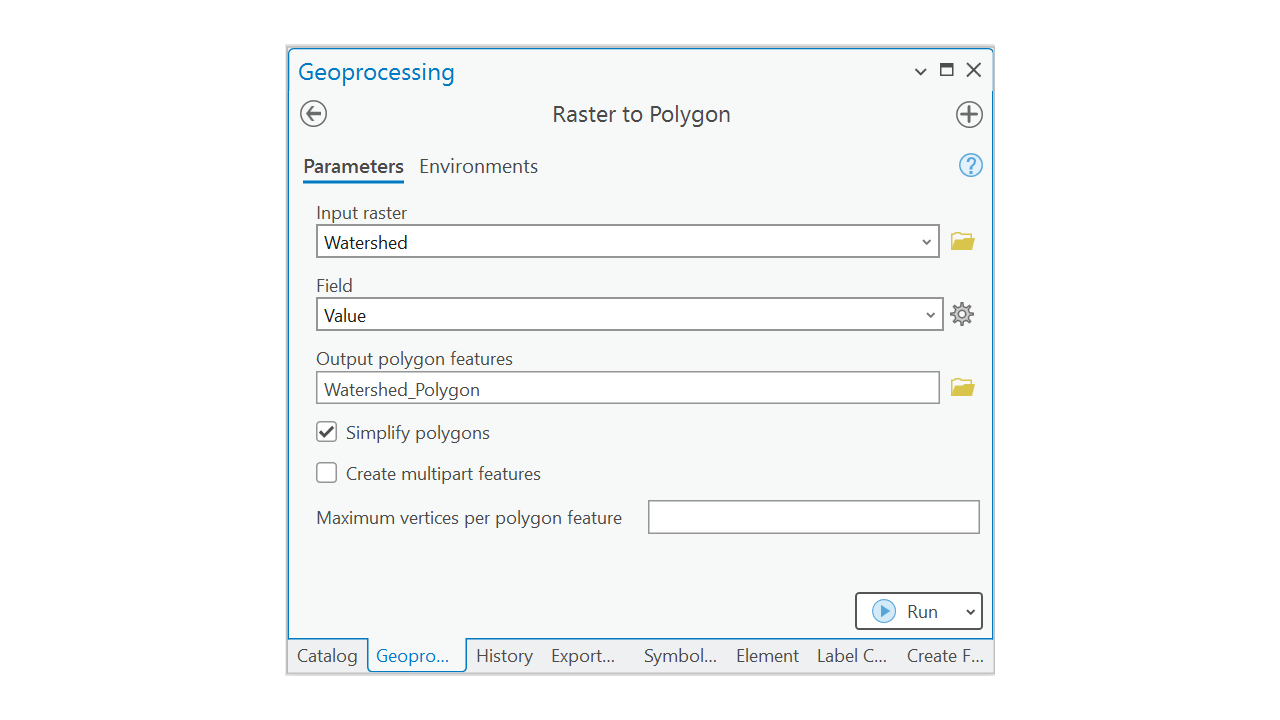 Geoprocessing
Raster to Polygon
Parameters Environments
Input raster
Watershed
Field
Value
Output polygon features
Watershed_Polygon
Simplify polygons
Create multipart features
Maximum vertices per polygon feature
Run
Catalog Geopro... History Export... Symbol... Element Label C... Create F...